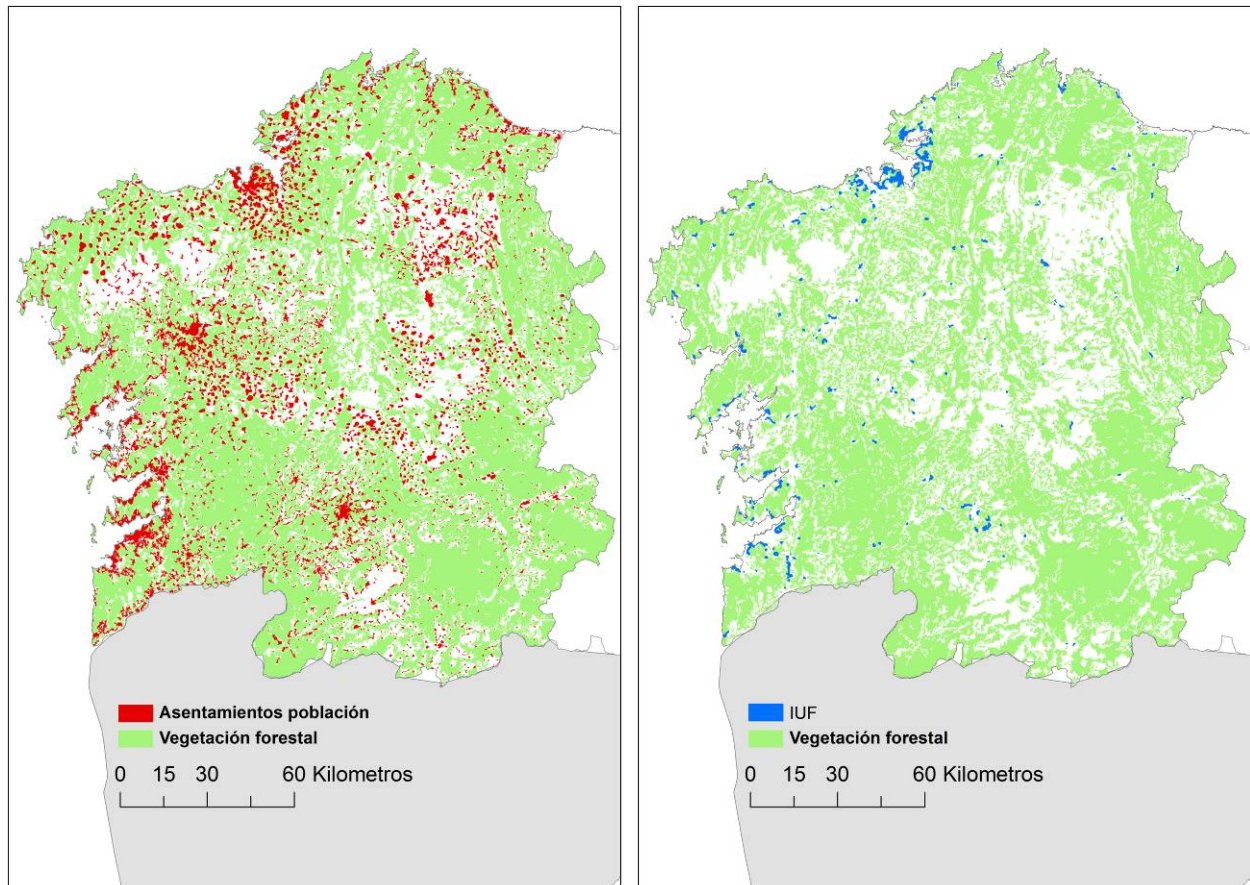 Asentamientos población
Vegetación forestal
0 15 30 60 Kilometros
IUF
Vegetación forestal
0 15 30 60 Kilometros